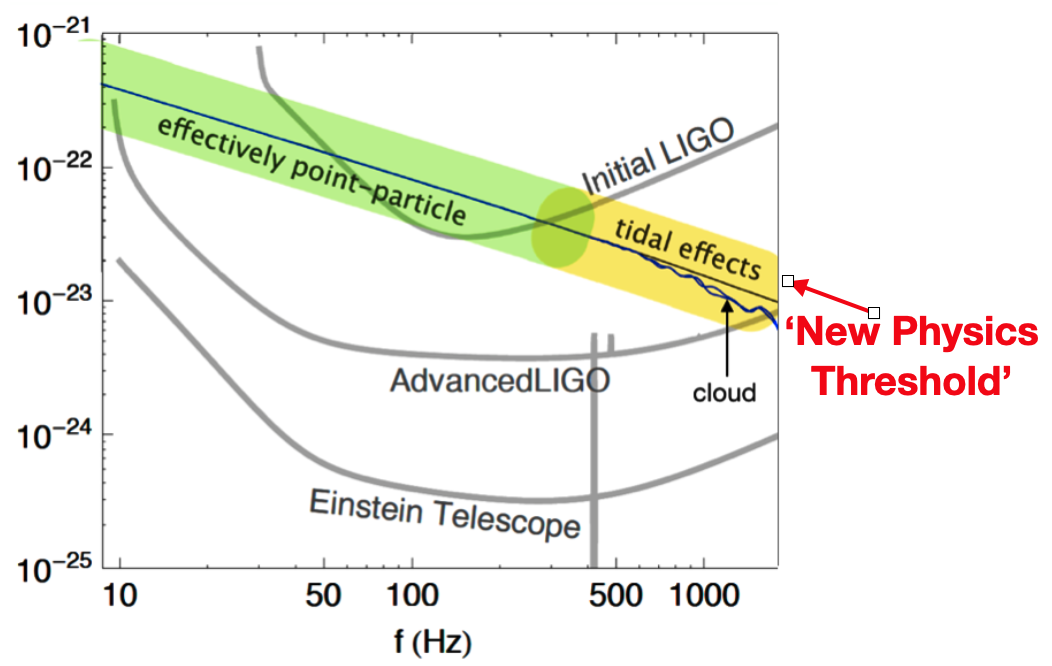 10−21
10−22
10−23
10−24
10−25
effectively point-particle
Initial LIGO
tidal effects
'New Physics
Threshold'
AdvancedLIGO
cloud
Einstein Telescope
10 50 100 500 1000
f (Hz)